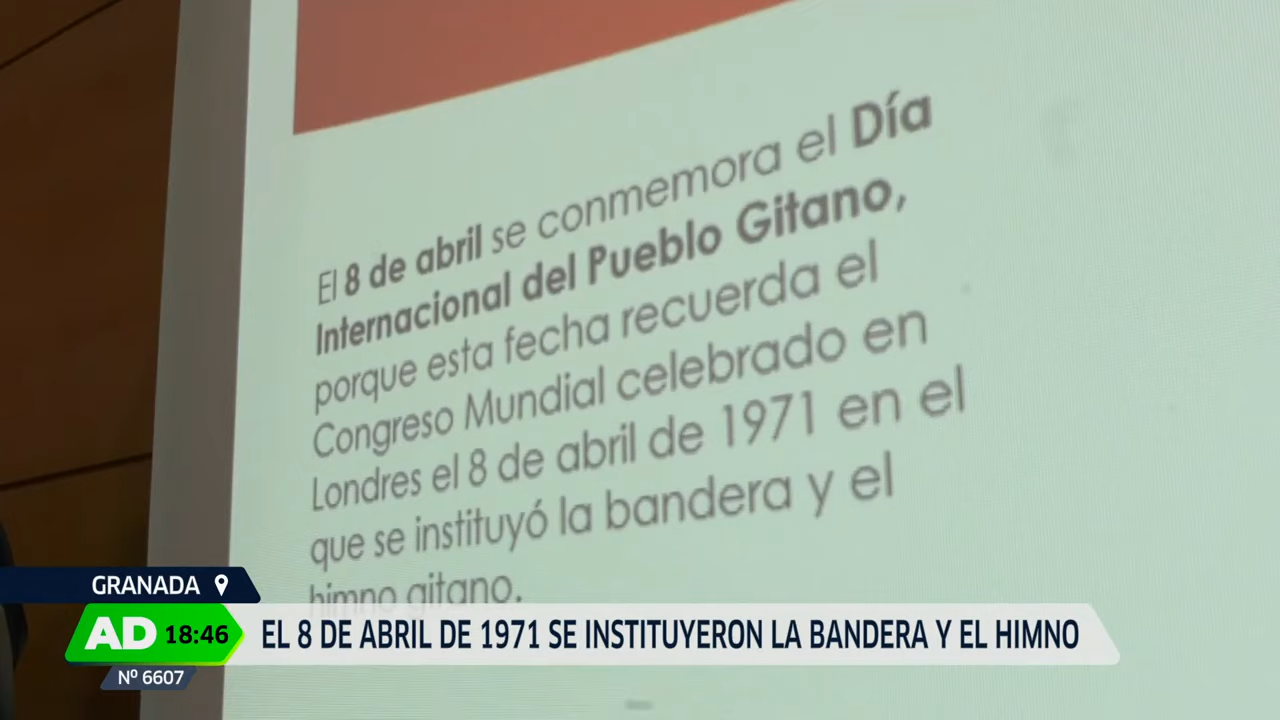 El 8 de abril se conmemora el Día
Internacional del Pueblo Gitano,
porque esta fecha recuerda el
Congreso Mundial celebrado en
Londres el 8 de abril de 1971 en el
que se instituyó la bandera y el
himno gitano.
GRANADA
AD 18:46
EL 8 DE ABRIL DE 1971 SE INSTITUYERON LA BANDERA Y EL HIMNO
Nº 6607